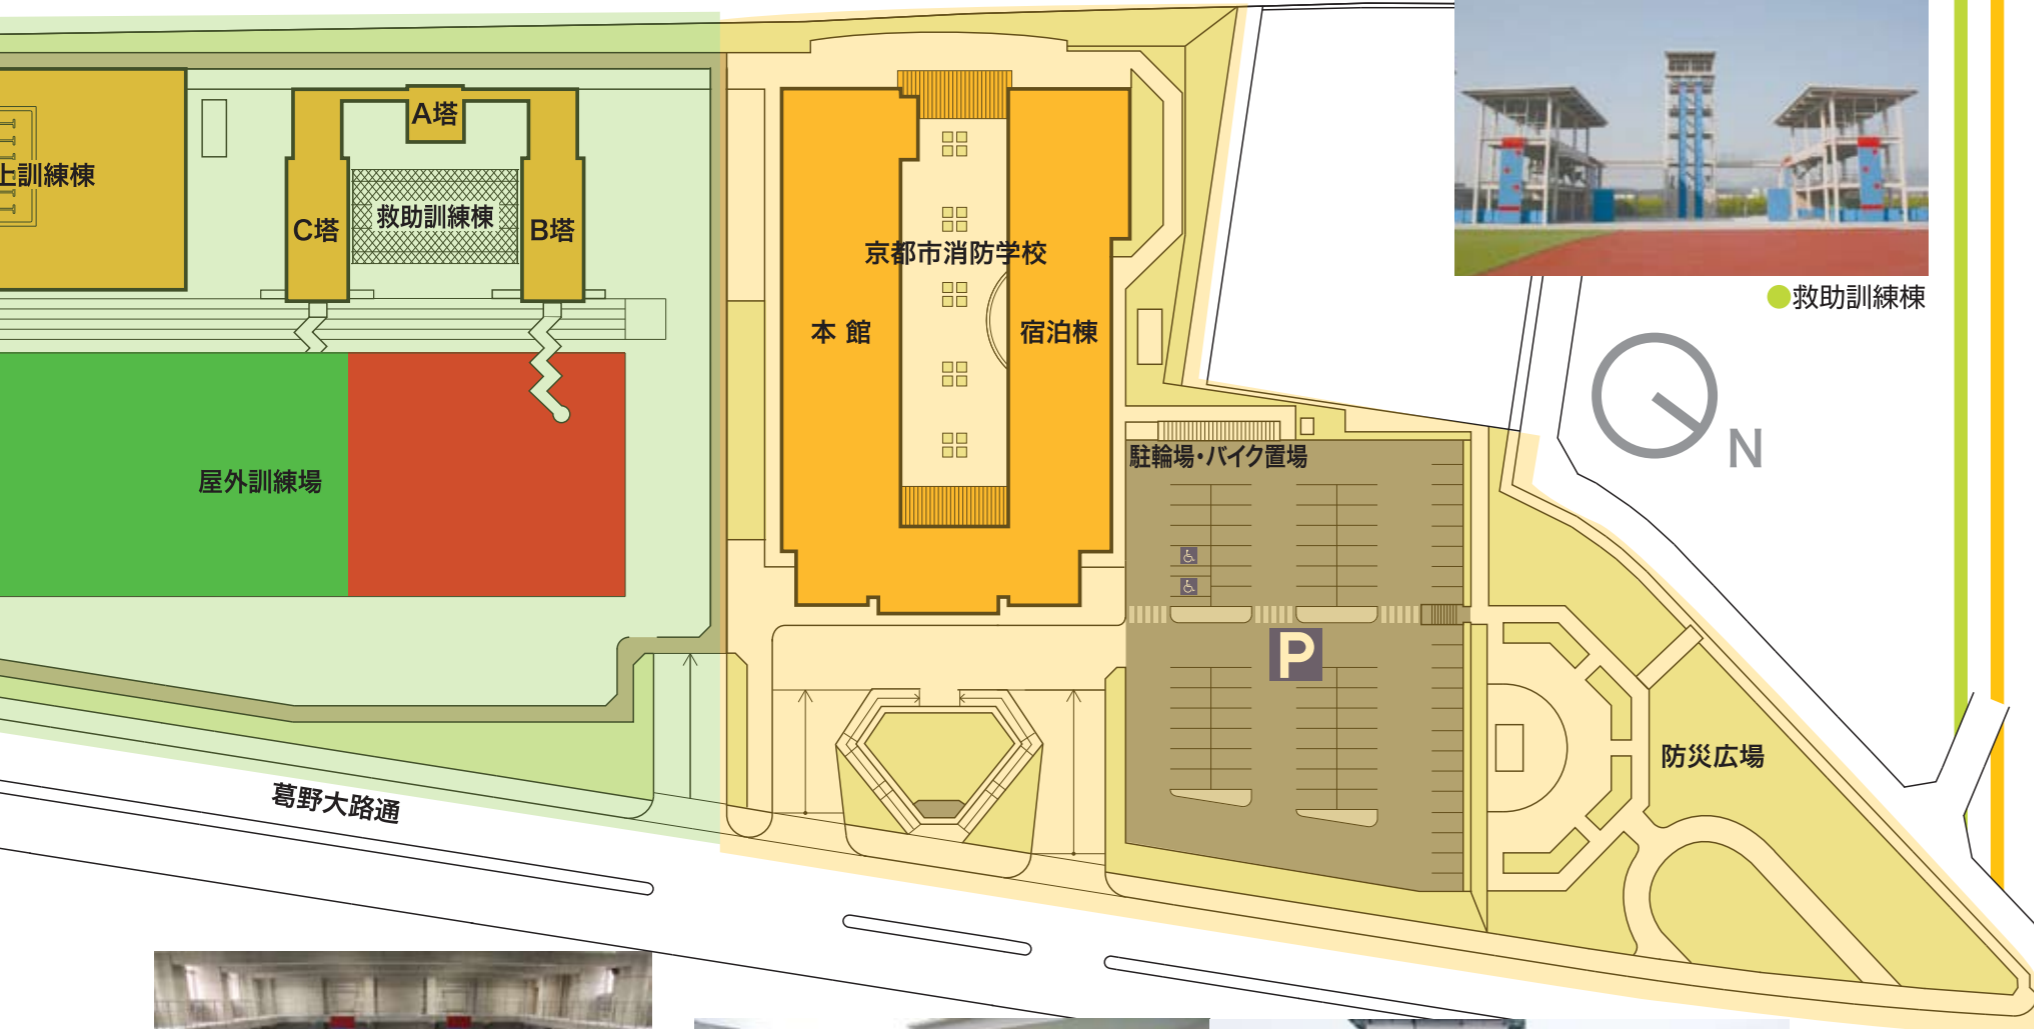 A塔
上訓練棟
C塔
救助訓練棟
B塔
京都市消防学校
本館
宿泊棟
●救助訓練棟
N
駐輪場・バイク置場
屋外訓練場
P
防災広場
葛野大路通